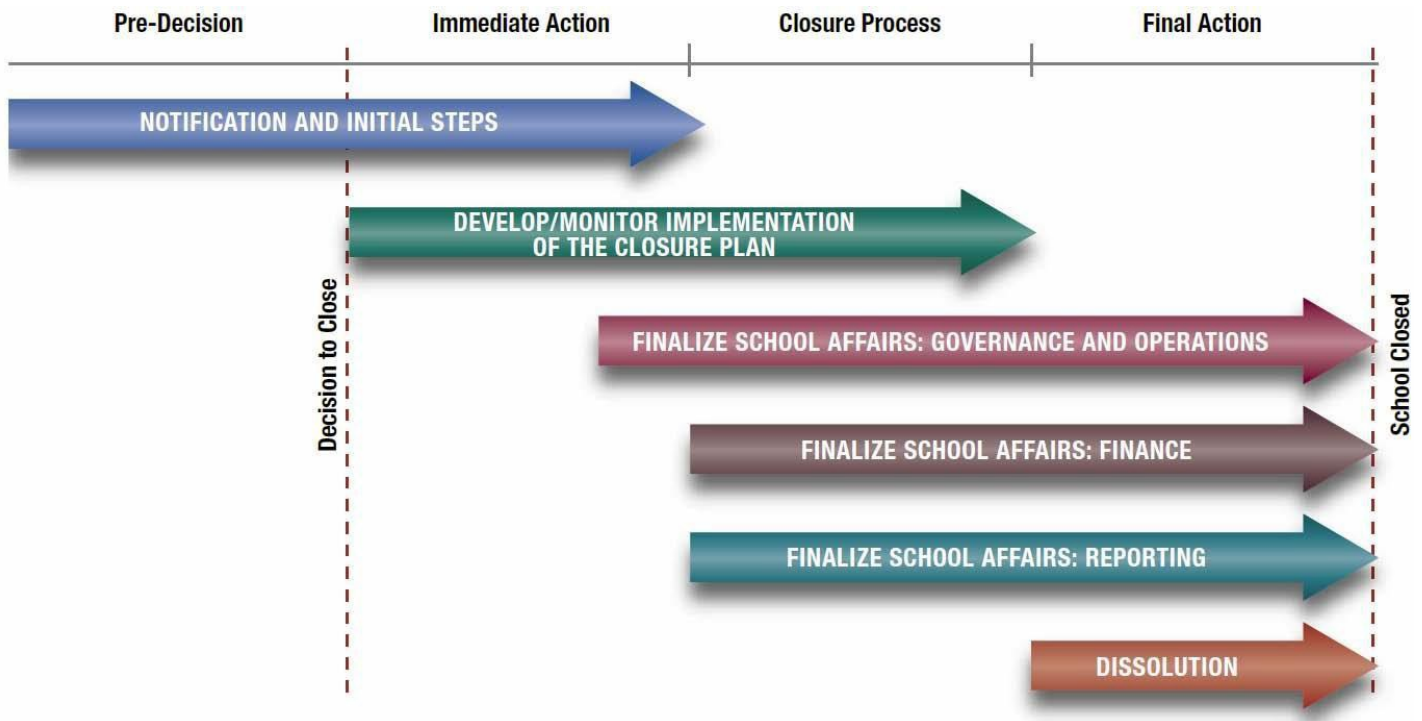 Pre-Decision
Immediate Action
Closure Process
Final Action
NOTIFICATION AND INITIAL STEPS
DEVELOP/MONITOR IMPLEMENTATION
OF THE CLOSURE PLAN
Decision to Close
FINALIZE SCHOOL AFFAIRS: GOVERNANCE AND OPERATIONS
School Closed
FINALIZE SCHOOL AFFAIRS: FINANCE
FINALIZE SCHOOL AFFAIRS: REPORTING
DISSOLUTION